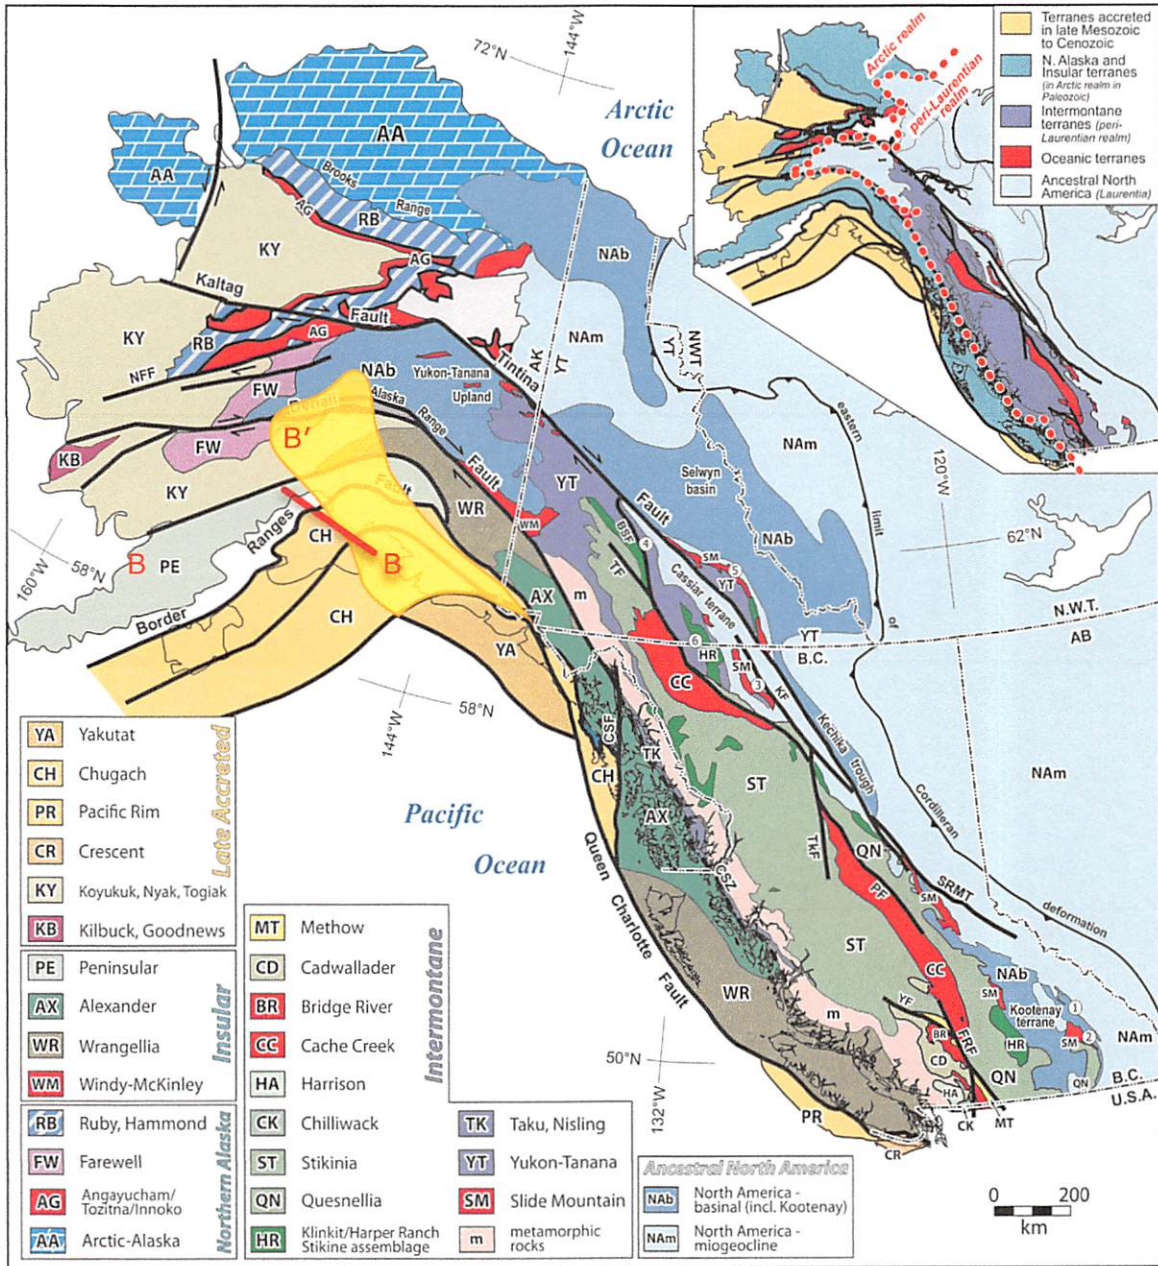 72°N
144°W
Arctic
Ocean
AA
AA
Brooks
Range
RB
AG
KY
AG
NAb
Kaltag
Fault
KY
RB
AG
NFF
NAm
AK
YT
NWT
YT
Tintina
NAb
Yukon-Tanana
Upland
FW
Denali
Alaska
Range
B'
FW
KB
KY
Fault
Fault
WR
WM
YT
Fault
Selwyn
basin
NAb
NAm
eastern
limit
of
Cordilleran
deformation
120°W
62°N
160°W
58°N
B
PE
Border
Ranges
Fault
CH
B
CH
YA
AX
m
TF
BSF
4
SM
5
YT
Cassiar terrane
6
HR
SM
3
KF
CC
YT
B.C.
N.W.T.
AB
Kechika
trough
NAm
144°W
58°N
CSF
CH
TK
AX
ST
CSZ
TKF
QN
PF
SRMT
SM
Pacific
Ocean
Queen
Charlotte
Fault
WR
ST
m
CC
YF
BR
FRF
CD
HA
CK
MT
QN
HR
SM
NAb
Kootenay
terrane
1
SM
2
QN
NAm
B.C.
U.S.A.
50°N
132°W
PR
CR
0 200
km
Arctic realm
peri-Laurentian
realm
Terranes accreted
in late Mesozoic
to Cenozoic
N. Alaska and
Insular terranes
(in Arctic realm in
Paleozoic)
Intermontane
terranes (peri-
Laurentian realm)
Oceanic terranes
Ancestral North
America (Laurentia)
Late Accreted
YA Yakutat
CH Chugach
PR Pacific Rim
CR Crescent
KY Koyukuk, Nyak, Togiak
KB Kilbuck, Goodnews
Insular
PE Peninsular
AX Alexander
WR Wrangellia
WM Windy-McKinley
Northern Alaska
RB Ruby, Hammond
FW Farewell
AG Angayucham/
Tozitna/Innoko
AA Arctic-Alaska
Intermontane
MT Methow
CD Cadwallader
BR Bridge River
CC Cache Creek
HA Harrison
CK Chilliwack
ST Stikinia
QN Quesnellia
HR Klinkit/Harper Ranch
Stikine assemblage
TK Taku, Nisling
YT Yukon-Tanana
SM Slide Mountain
m metamorphic
rocks
Ancestral North America
NAb North America -
basinal (incl. Kootenay)
NAm North America -
miogeocline